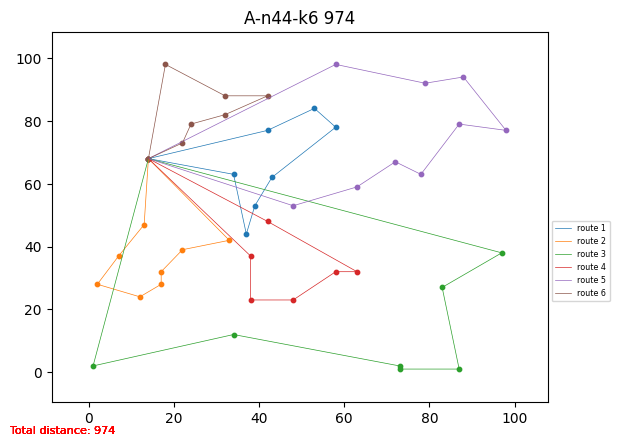 A-n44-k6 974
100
80
60
40
20
0
0 20 40 60 80 100
route 1
route 2
route 3
route 4
route 5
route 6
Total distance: 974